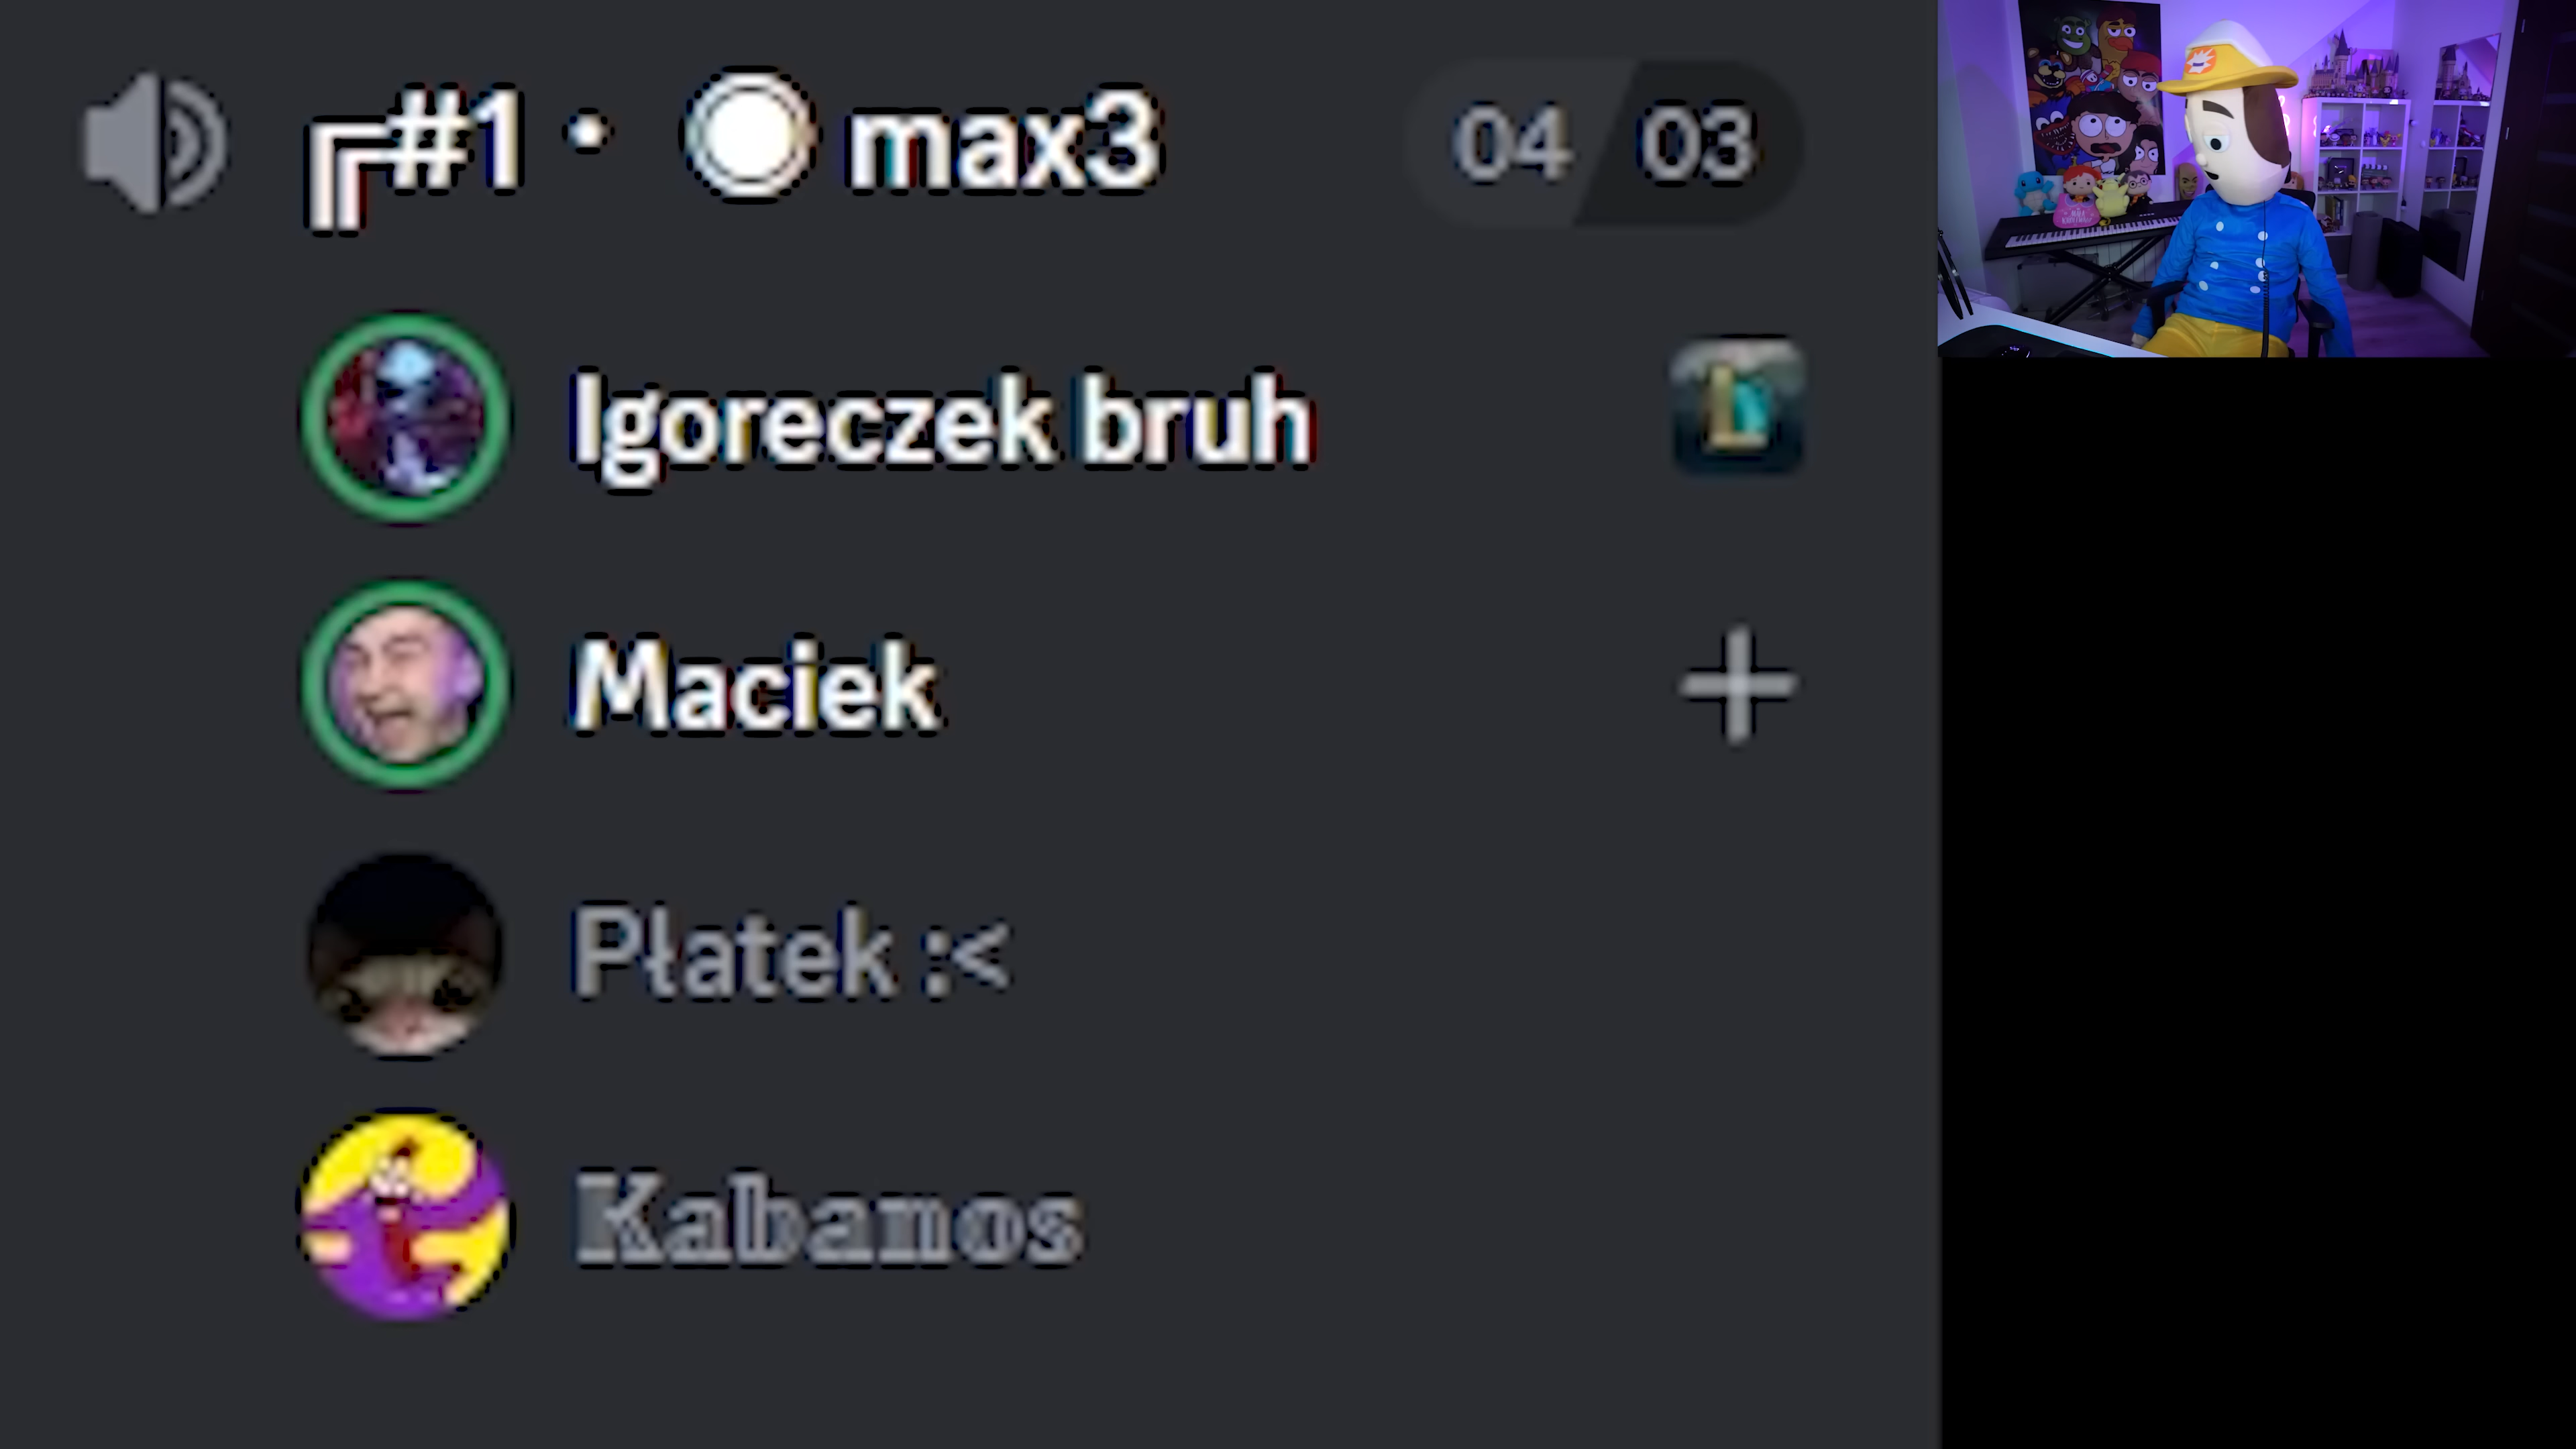 ╔#1 • ◉ max3 04 03
Igoreczek bruh
Maciek
Płatek :<
𝕂𝕒𝕓𝕒𝕟𝕠𝕤